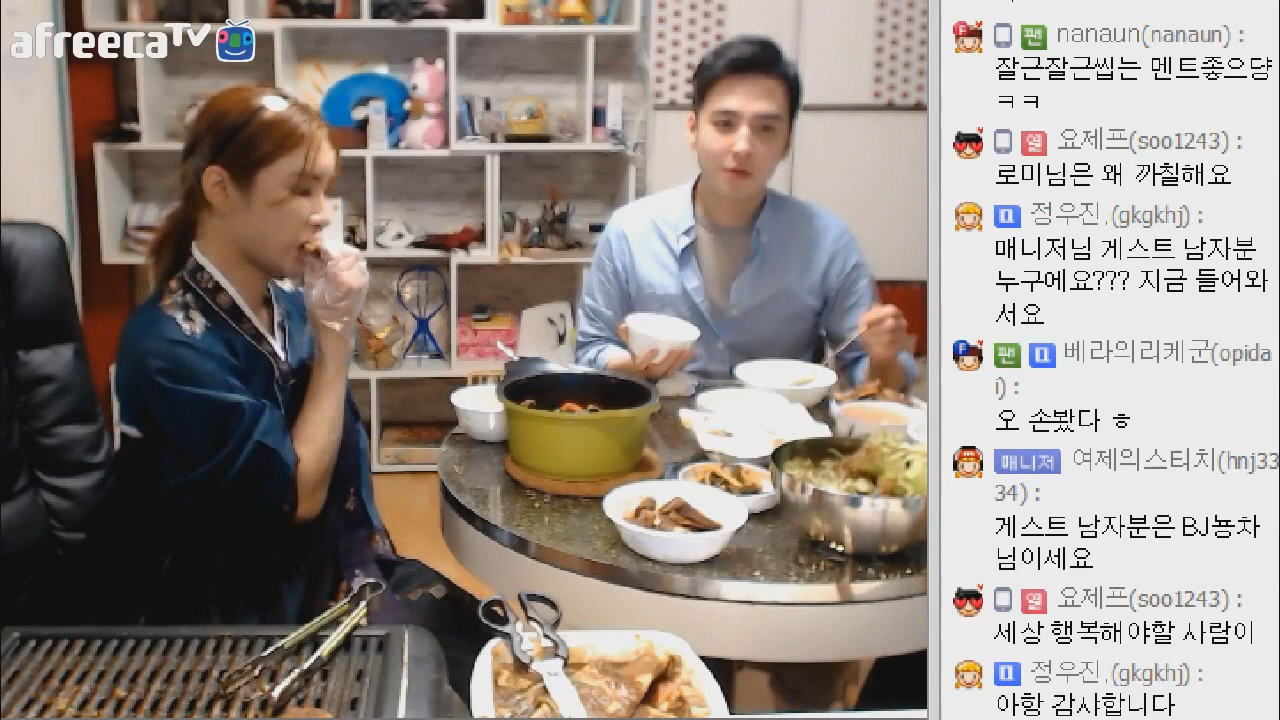 afreecaTV
팬 nanaun(nanaun) :
잘근잘근씹는 멘트좋으댱
ㅋㅋ
열 요제프(soo1243) :
로미님은 왜 까칠해요
정우진.(gkgkhj) :
매니저님 게스트 남자분
누구에요??? 지금 들어와
서요
팬 베라의리케군(opida
i) :
오 손봤다 ㅎ
매니저 여제의스티치(hnj33
34) :
게스트 남자분은 BJ뇽차
님이세요
열 요제프(soo1243) :
세상 행복해야할 사람이
정우진.(gkgkhj) :
아항 감사합니다